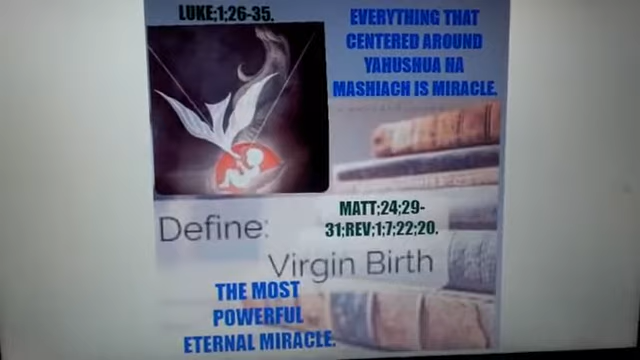 LUKE;1;26-35.
EVERYTHING THAT
CENTERED AROUND
YAHUSHUA HA
MASHIACH IS MIRACLE.
MATT;24;29-
31;REV;1;7;22;20.
Define:
Virgin Birth
THE MOST
POWERFUL
ETERNAL MIRACLE.